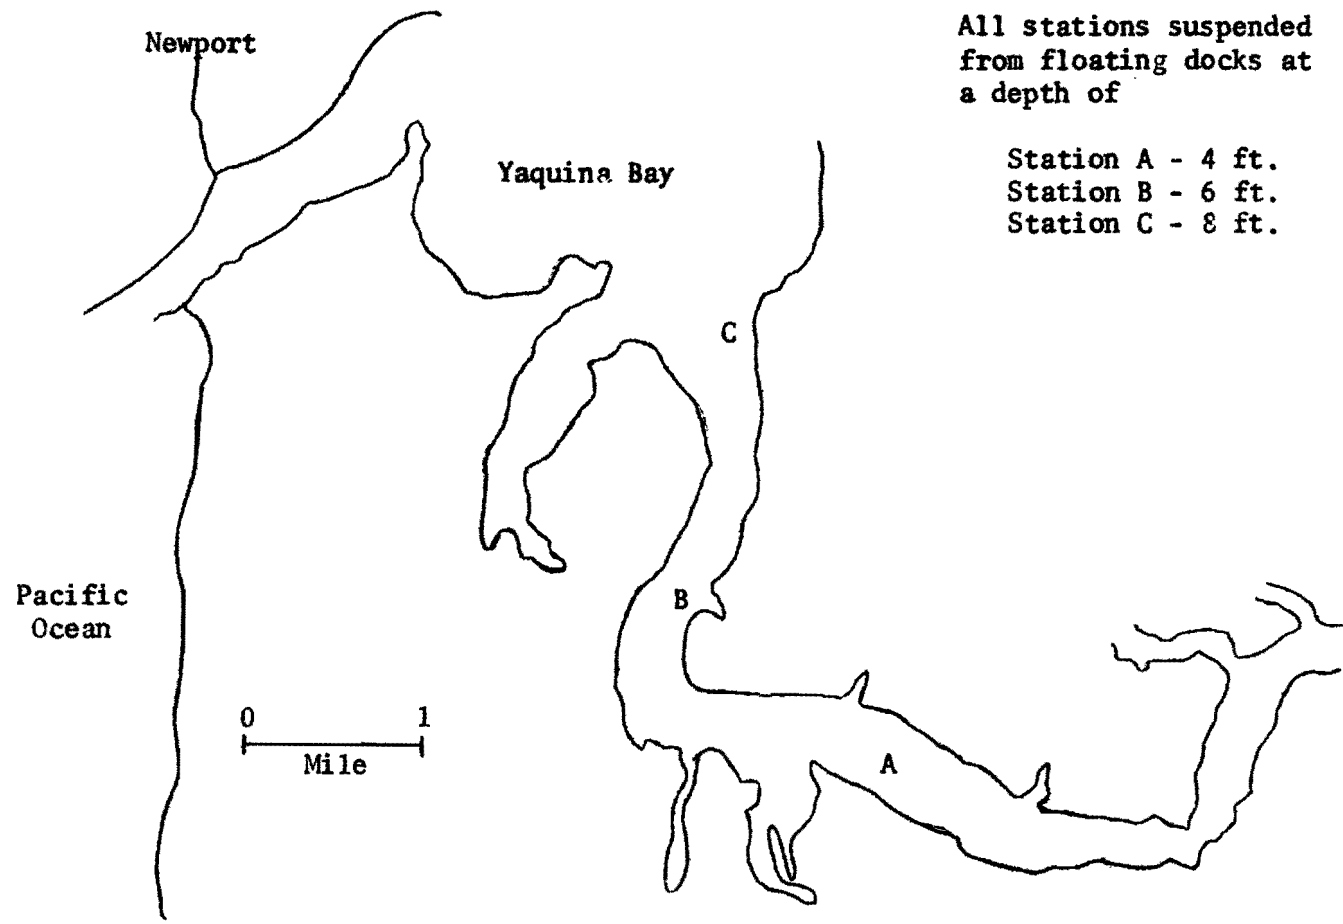 Newport
All stations suspended
from floating docks at
a depth of
Station A - 4 ft.
Station B - 6 ft.
Station C - 8 ft.
Yaquina Bay
C
B
A
Pacific
Ocean
0 1
Mile